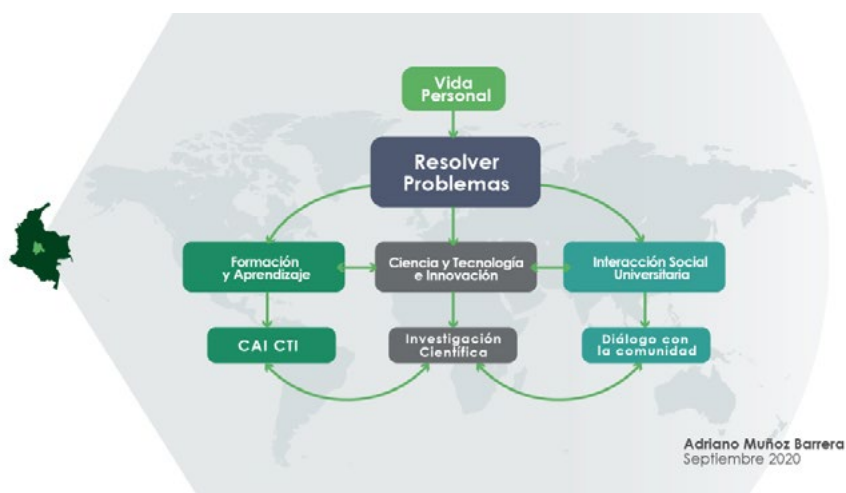 Vida
Personal
Resolver
Problemas
Formación
y Aprendizaje
Ciencia y Tecnología
e Innovación
Interacción Social
Universitaria
CAI CTI
Investigación
Científica
Diálogo con
la comunidad
Adriano Muñoz Barrera
Septiembre 2020